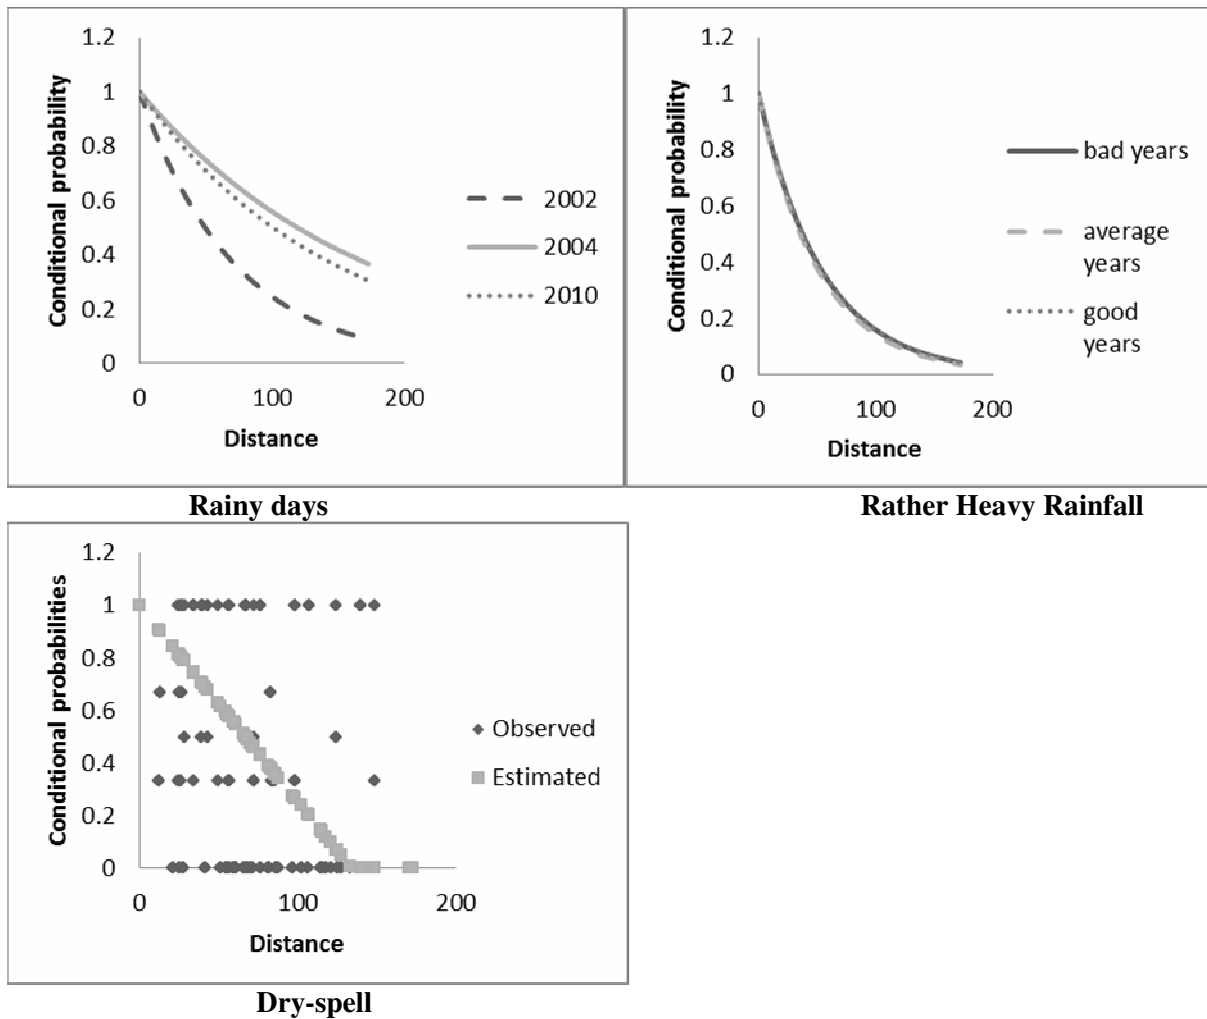 1.2
1
0.8
0.6
0.4
0.2
0
Conditional probability
0 100 200
Distance
2002
2004
2010
Rainy days
1.2
1
0.8
0.6
0.4
0.2
0
Conditional probability
0 100 200
Distance
bad years
average
years
good
years
Rather Heavy Rainfall
1.2
1
0.8
0.6
0.4
0.2
0
Conditional probabilities
0 100 200
Distance
Observed
Estimated
Dry-spell